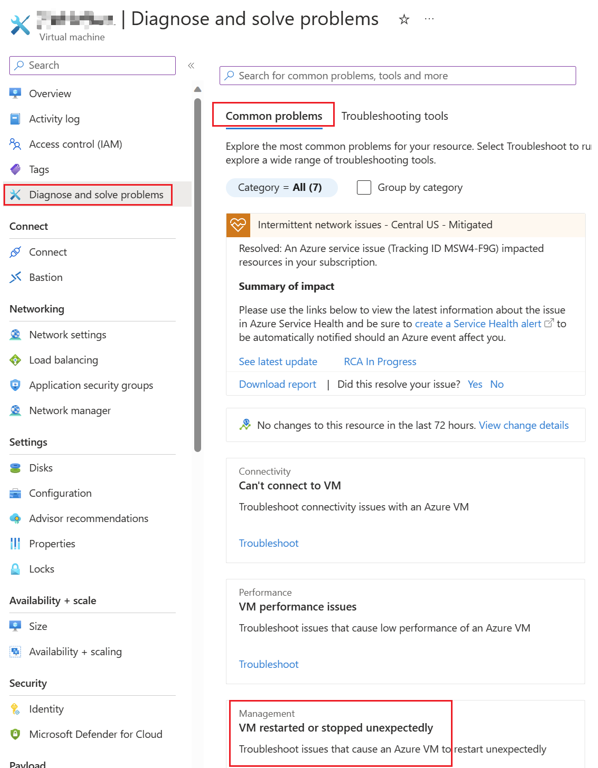 | Diagnose and solve problems
Virtual machine
Search
Overview
Activity log
Access control (IAM)
Tags
Diagnose and solve problems
Connect
Connect
Bastion
Networking
Network settings
Load balancing
Application security groups
Network manager
Settings
Disks
Configuration
Advisor recommendations
Properties
Locks
Availability + scale
Size
Availability + scaling
Security
Identity
Microsoft Defender for Cloud
Payload
Search for common problems, tools and more
Common problems
Troubleshooting tools
Explore the most common problems for your resource. Select Troubleshoot to ru
explore a wide range of troubleshooting tools.
Category = All (7)
Group by category
Intermittent network issues - Central US - Mitigated
Resolved: An Azure service issue (Tracking ID MSW4-F9G) impacted
resources in your subscription.
Summary of impact
Please use the links below to view the latest information about the issue
in Azure Service Health and be sure to create a Service Health alert to
be automatically notified should an Azure event affect you.
See latest update RCA In Progress
Download report | Did this resolve your issue? Yes No
No changes to this resource in the last 72 hours. View change details
Connectivity
Can't connect to VM
Troubleshoot connectivity issues with an Azure VM
Troubleshoot
Performance
VM performance issues
Troubleshoot issues that cause low performance of an Azure VM
Troubleshoot
Management
VM restarted or stopped unexpectedly
Troubleshoot issues that cause an Azure VM to restart unexpectedly